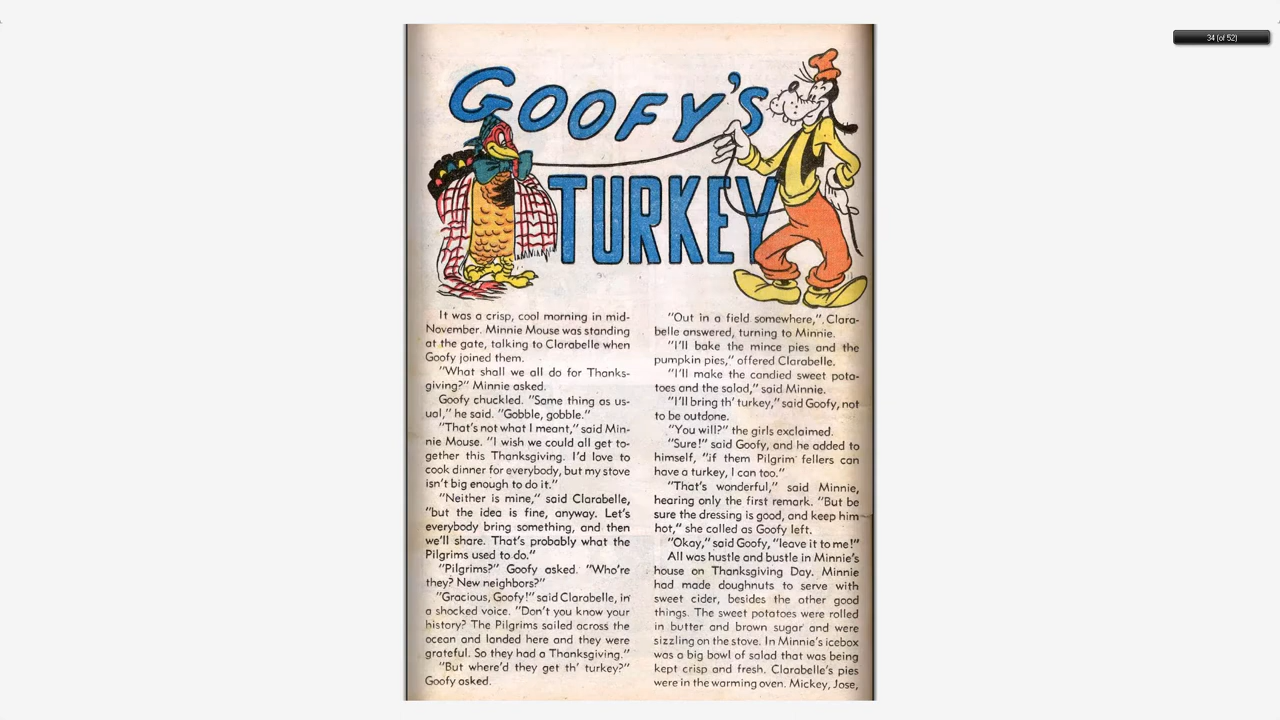 34 (of 52)
GOOFY'S
TURKEY
It was a crisp, cool morning in mid-
November. Minnie Mouse was standing
at the gate, talking to Clarabelle when
Goofy joined them.
"What shall we all do for Thanks-
giving?" Minnie asked.
Goofy chuckled. "Same thing as us-
ual," he said. "Gobble, gobble."
"That's not what I meant," said Min-
nie Mouse. "I wish we could all get to-
gether this Thanksgiving. I'd love to
cook dinner for everybody, but my stove
isn't big enough to do it."
"Neither is mine," said Clarabelle,
"but the idea is fine, anyway. Let's
everybody bring something, and then
we'll share. That's probably what the
Pilgrims used to do."
"Pilgrims?" Goofy asked. "Who're
they? New neighbors?"
"Gracious, Goofy!" said Clarabelle, in
a shocked voice. "Don't you know your
history? The Pilgrims sailed across the
ocean and landed here and they were
grateful. So they had a Thanksgiving."
"But where'd they get th' turkey?"
Goofy asked.
"Out in a field somewhere," Clara-
belle answered, turning to Minnie.
"I'll bake the mince pies and the
pumpkin pies," offered Clarabelle.
"I'll make the candied sweet pota-
toes and the salad," said Minnie.
"I'll bring th' turkey," said Goofy, not
to be outdone.
"You will?" the girls exclaimed.
"Sure!" said Goofy, and he added to
himself, "if them Pilgrim fellers can
have a turkey, I can too."
"That's wonderful," said Minnie,
hearing only the first remark. "But be
sure the dressing is good, and keep him
hot," she called as Goofy left.
"Okay," said Goofy, "leave it to me!"
All was hustle and bustle in Minnie's
house on Thanksgiving Day. Minnie
had made doughnuts to serve with
sweet cider, besides the other good
things. The sweet potatoes were rolled
in butter and brown sugar and were
sizzling on the stove. In Minnie's icebox
was a big bowl of salad that was being
kept crisp and fresh. Clarabelle's pies
were in the warming oven. Mickey, Jose,